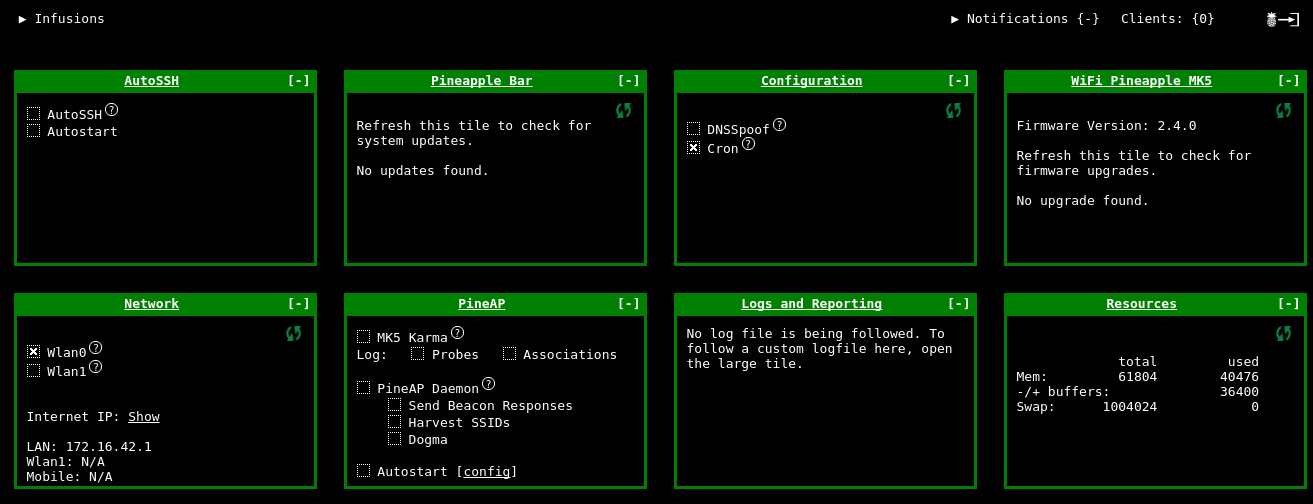 ▶ Infusions
▶ Notifications {-} Clients: {0}
AutoSSH [-]
AutoSSH ?
Autostart
Pineapple Bar [-]
Refresh this tile to check for
system updates.
No updates found.
Configuration [-]
DNSSpoof ?
Cron ?
WiFi Pineapple MK5 [-]
Firmware Version: 2.4.0
Refresh this tile to check for
firmware upgrades.
No upgrade found.
Network [-]
Wlan0 ?
Wlan1 ?
Internet IP: Show
LAN: 172.16.42.1
Wlan1: N/A
Mobile: N/A
PineAP [-]
MK5 Karma ?
Log: Probes Associations
PineAP Daemon ?
Send Beacon Responses
Harvest SSIDs
Dogma
Autostart [config]
Logs and Reporting [-]
No log file is being followed. To
follow a custom logfile here, open
the large tile.
Resources [-]
total used
Mem: 61804 40476
-/+ buffers: 36400
Swap: 1004024 0